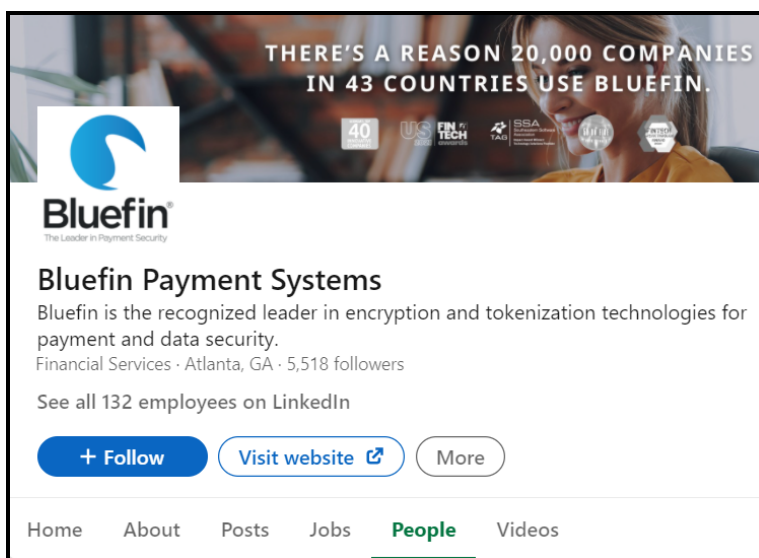 THERE'S A REASON 20,000 COMPANIES
IN 43 COUNTRIES USE BLUEFIN.
40
FINTECH
awards
TAG
SSA
Bluefin®
The Leader in Payment Security
Bluefin Payment Systems
Bluefin is the recognized leader in encryption and tokenization technologies for
payment and data security.
Financial Services · Atlanta, GA · 5,518 followers
See all 132 employees on LinkedIn
+ Follow
Visit website
More
Home About Posts Jobs People Videos